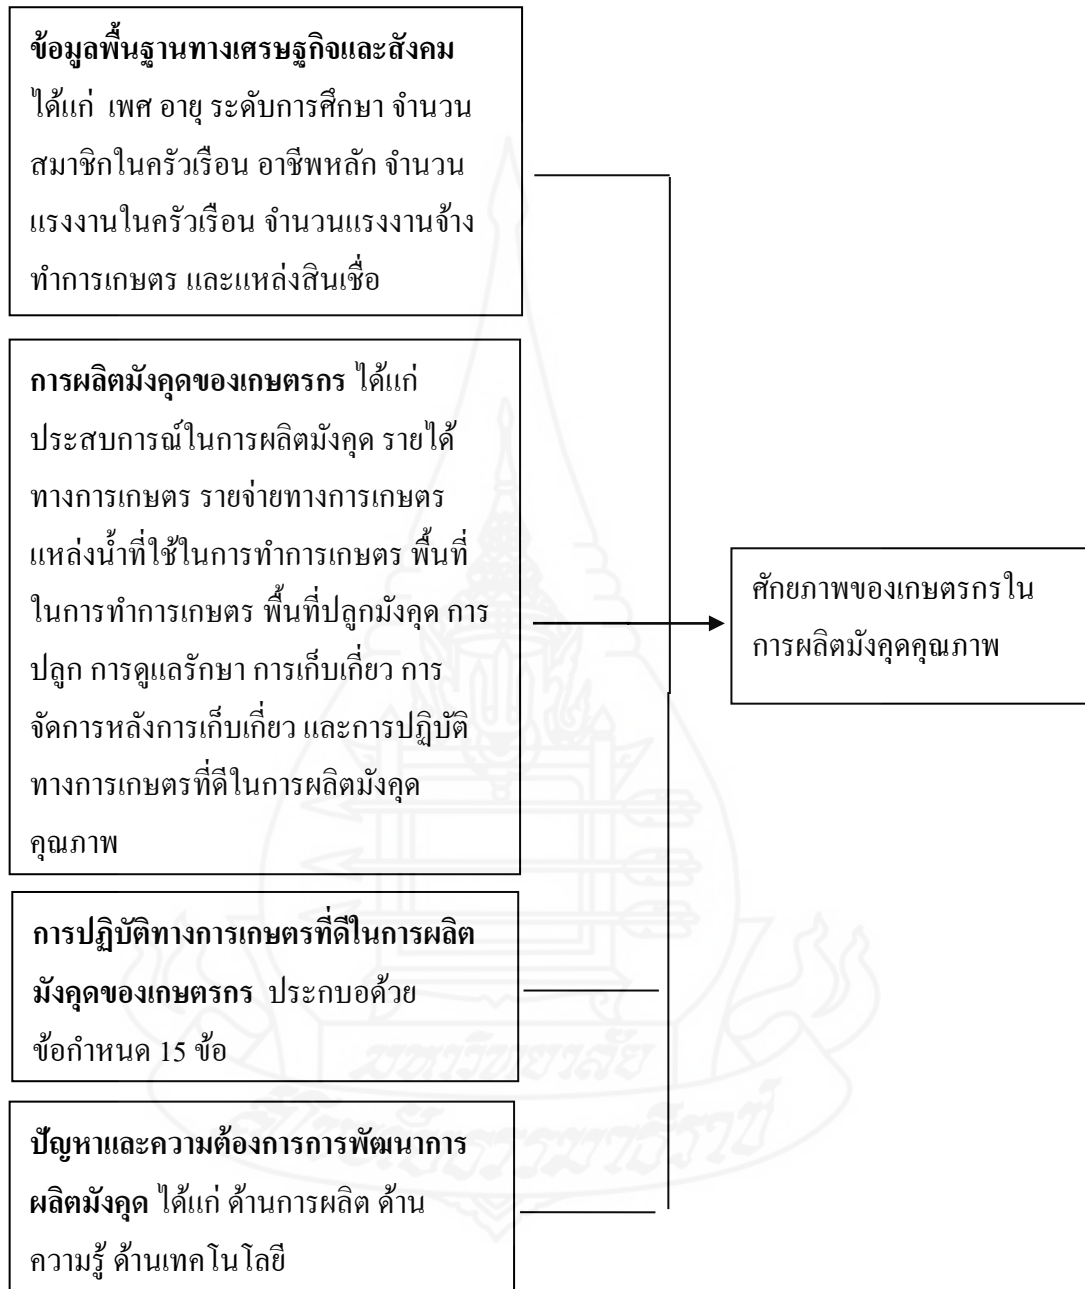 ข้อมูลพื้นฐานทางเศรษฐกิจและสังคม
ได้แก่ เพศ อายุ ระดับการศึกษา จำนวน
สมาชิกในครัวเรือน อาชีพหลัก จำนวน
แรงงานในครัวเรือน จำนวนแรงงานจ้าง
ทำการเกษตร และแหล่งสินเชื่อ
การผลิตมังคุดของเกษตรกร ได้แก่
ประสบการณ์ในการผลิตมังคุด รายได้
ทางการเกษตร รายจ่ายทางการเกษตร
แหล่งน้ำที่ใช้ในการทำการเกษตร พื้นที่
ในการทำการเกษตร พื้นที่ปลูกมังคุด การ
ปลูก การดูแลรักษา การเก็บเกี่ยว การ
จัดการหลังการเก็บเกี่ยว และการปฏิบัติ
ทางการเกษตรที่ดีในการผลิตมังคุด
คุณภาพ
การปฏิบัติทางการเกษตรที่ดีในการผลิต
มังคุดของเกษตรกร ประกบอด้วย
ข้อกำหนด 15 ข้อ
ปัญหาและความต้องการการพัฒนาการ
ผลิตมังคุด ได้แก่ ด้านการผลิต ด้าน
ความรู้ ด้านเทคโนโลยี
ศักยภาพของเกษตรกรใน
การผลิตมังคุดคุณภาพ
มหาวิทยาลัย
สุโขทัยธรรมาธิราช